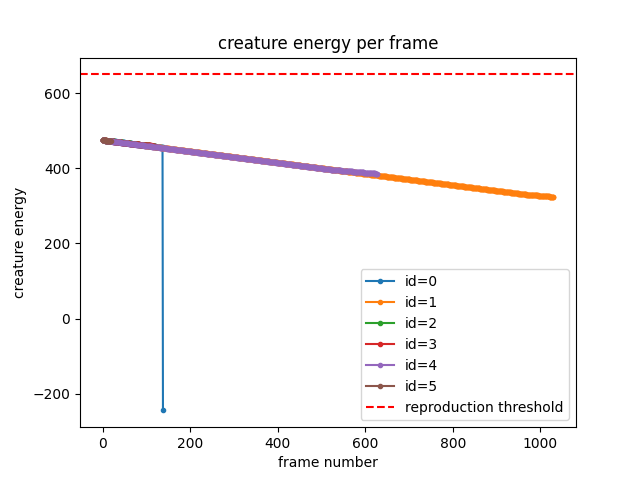 creature energy per frame
creature energy
600
400
200
0
−200
0
200
400
600
800
1000
frame number
id=0
id=1
id=2
id=3
id=4
id=5
reproduction threshold